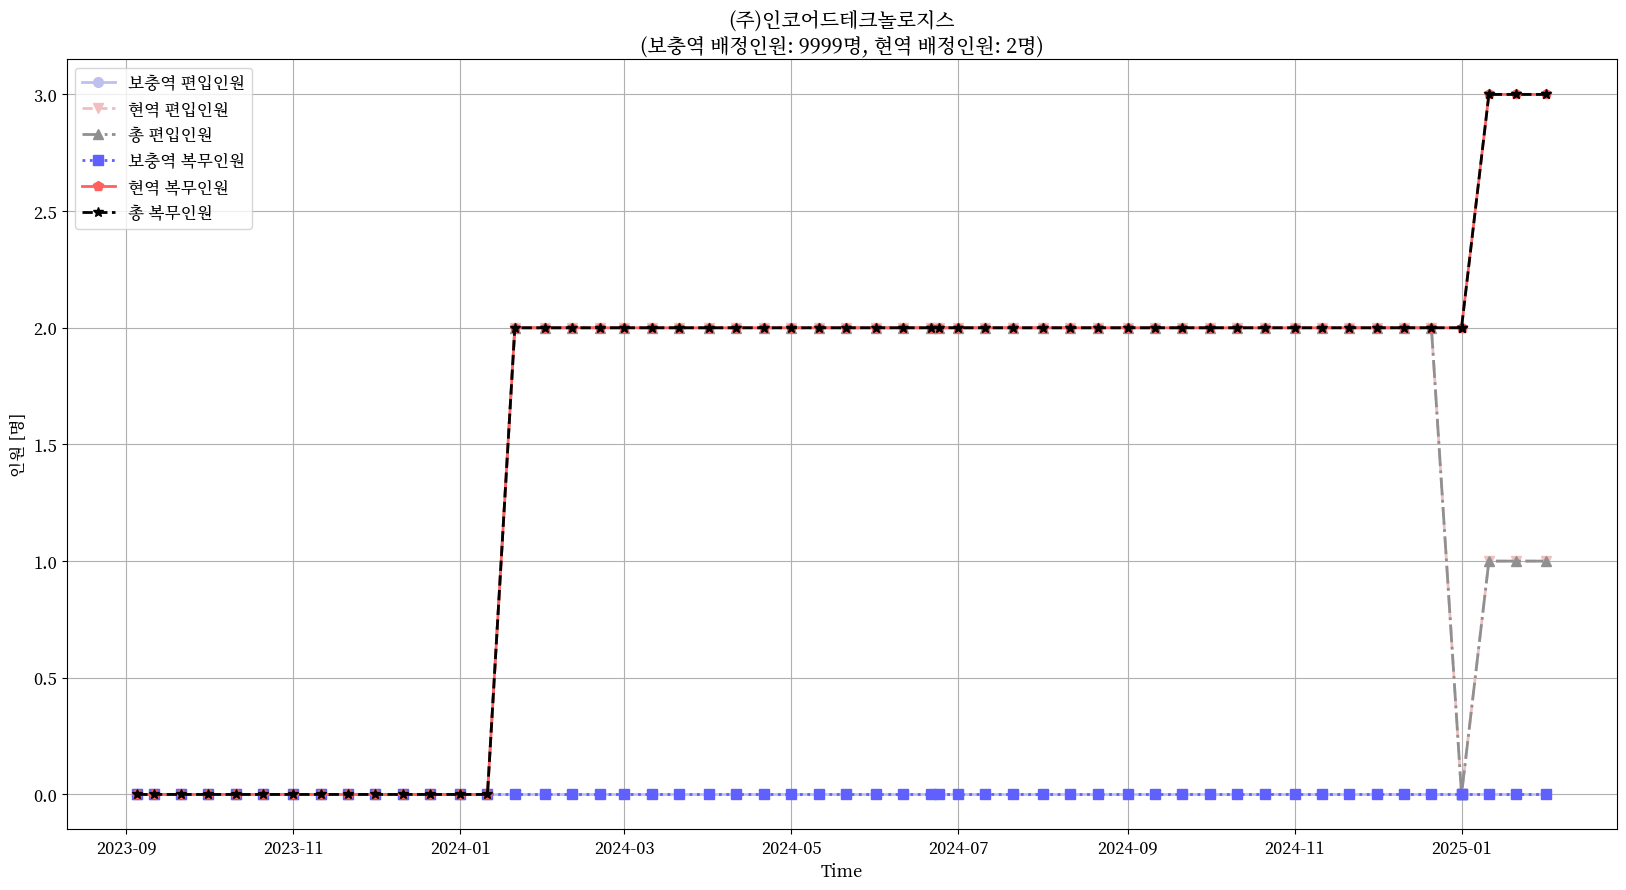 (주)인코어드테크놀로지스
(보충역 배정인원: 9999명, 현역 배정인원: 2명)
보충역 편입인원
현역 편입인원
총 편입인원
보충역 복무인원
현역 복무인원
총 복무인원
인원 [명]
3.0
2.5
2.0
1.5
1.0
0.5
0.0
2023-09
2023-11
2024-01
2024-03
2024-05
2024-07
2024-09
2024-11
2025-01
Time